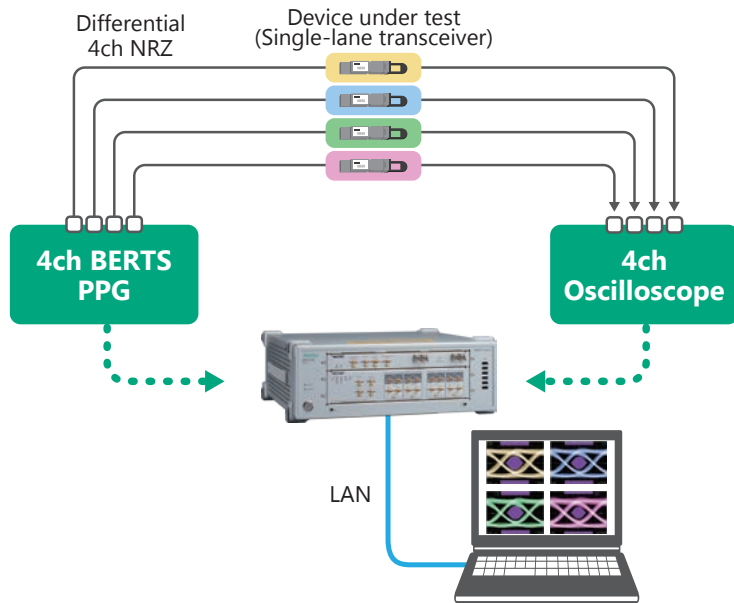 Differential
4ch NRZ
Device under test
(Single-lane transceiver)
4ch BERTS
PPG
4ch
Oscilloscope
LAN